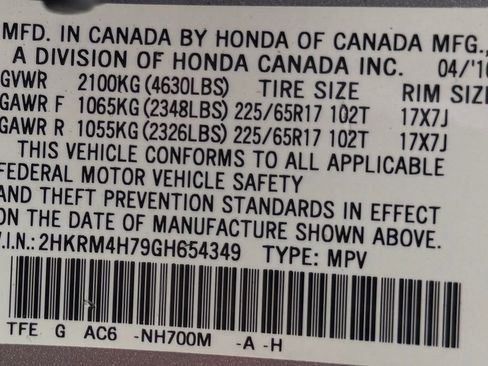 MFD. IN CANADA BY HONDA OF CANADA MFG.,
A DIVISION OF HONDA CANADA INC. 04/'16
GVWR 2100KG (4630LBS) TIRE SIZE RIM SIZE
GAWR F 1065KG (2348LBS) 225/65R17 102T 17X7J
GAWR R 1055KG (2326LBS) 225/65R17 102T 17X7J
THIS VEHICLE CONFORMS TO ALL APPLICABLE
FEDERAL MOTOR VEHICLE SAFETY
AND THEFT PREVENTION STANDARDS IN EFFECT
ON THE DATE OF MANUFACTURE SHOWN ABOVE.
V.I.N.: 2HKRM4H79GH654349 TYPE: MPV
TFE G AC6 -NH700M -A -H